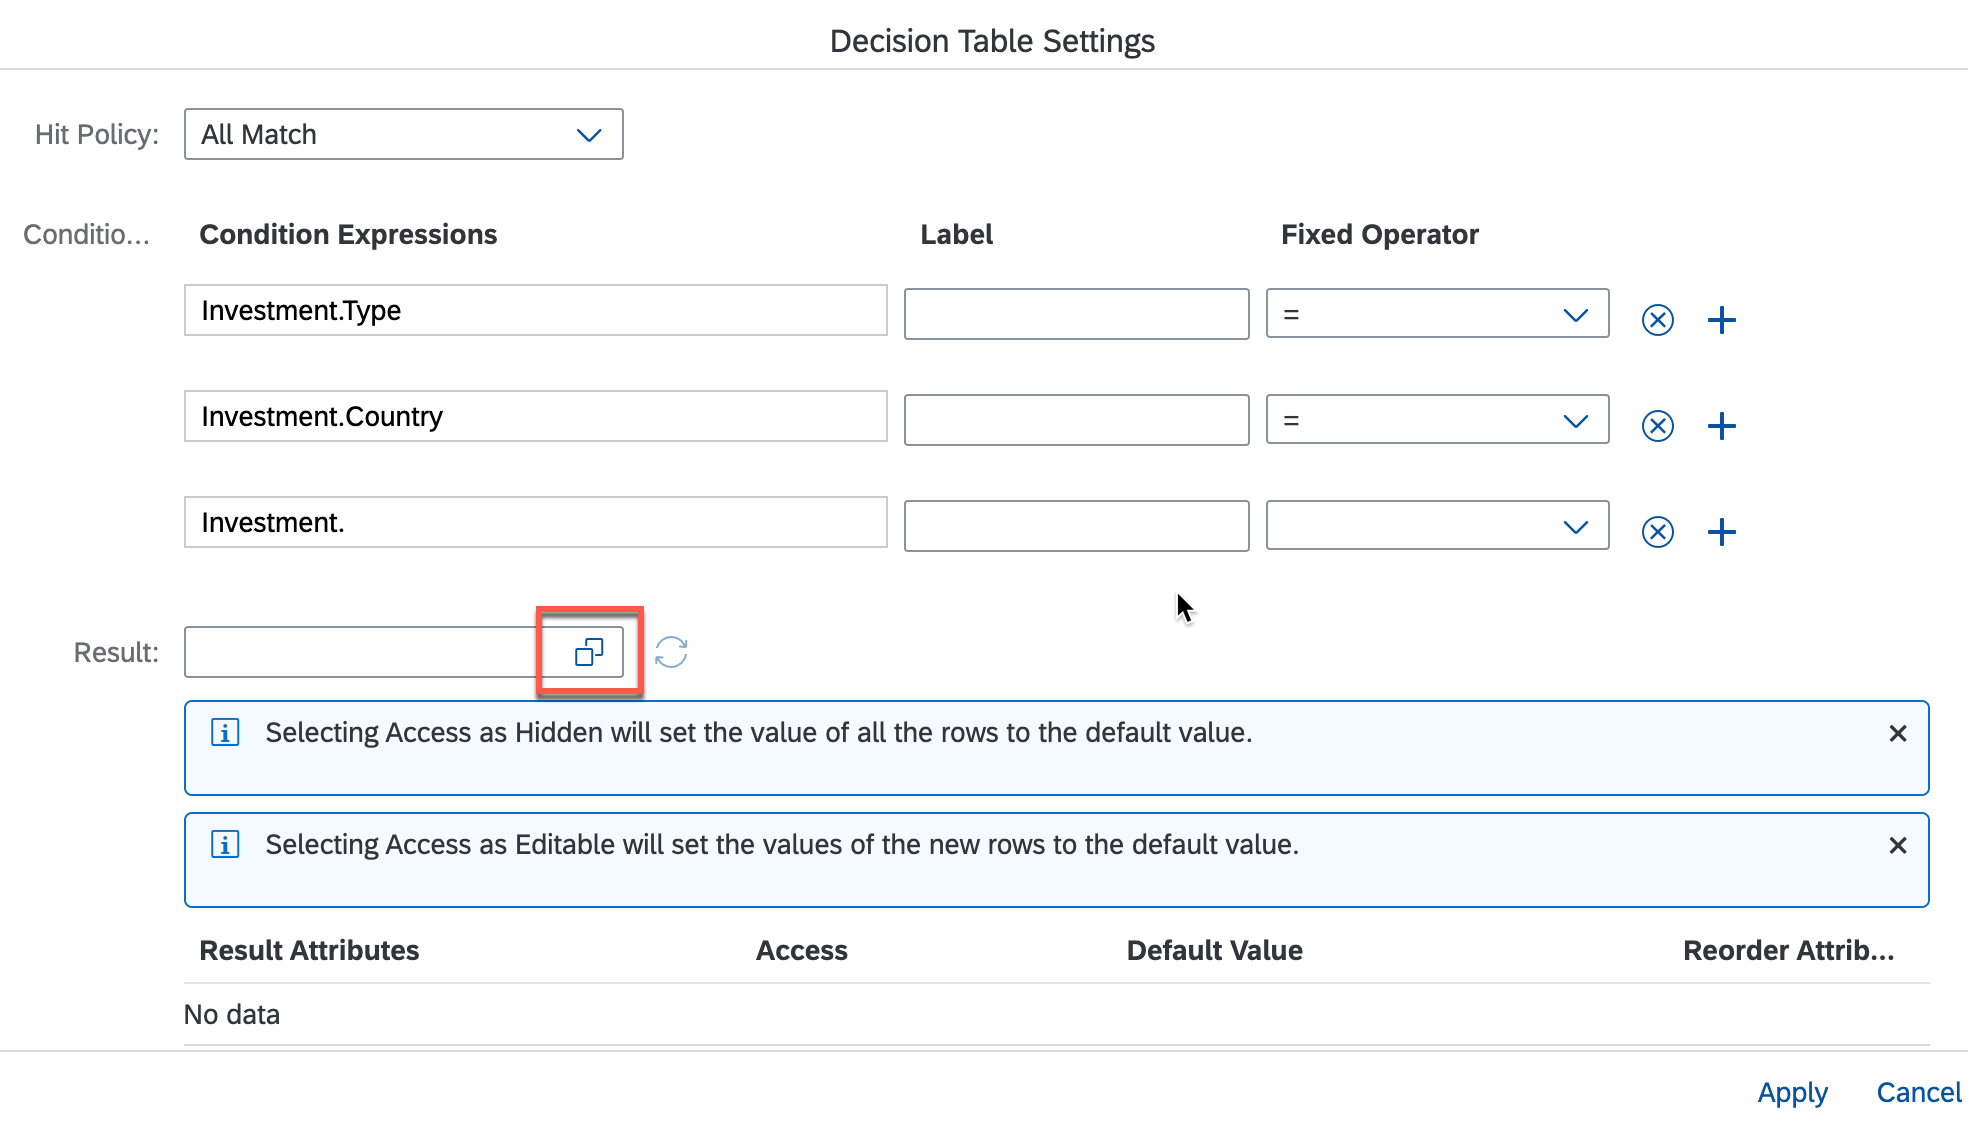 Decision Table Settings
Hit Policy: All Match
Conditio... Condition Expressions Label Fixed Operator
Investment.Type =
Investment.Country =
Investment.
Result:
Selecting Access as Hidden will set the value of all the rows to the default value.
Selecting Access as Editable will set the values of the new rows to the default value.
Result Attributes Access Default Value Reorder Attrib...
No data
Apply Cancel